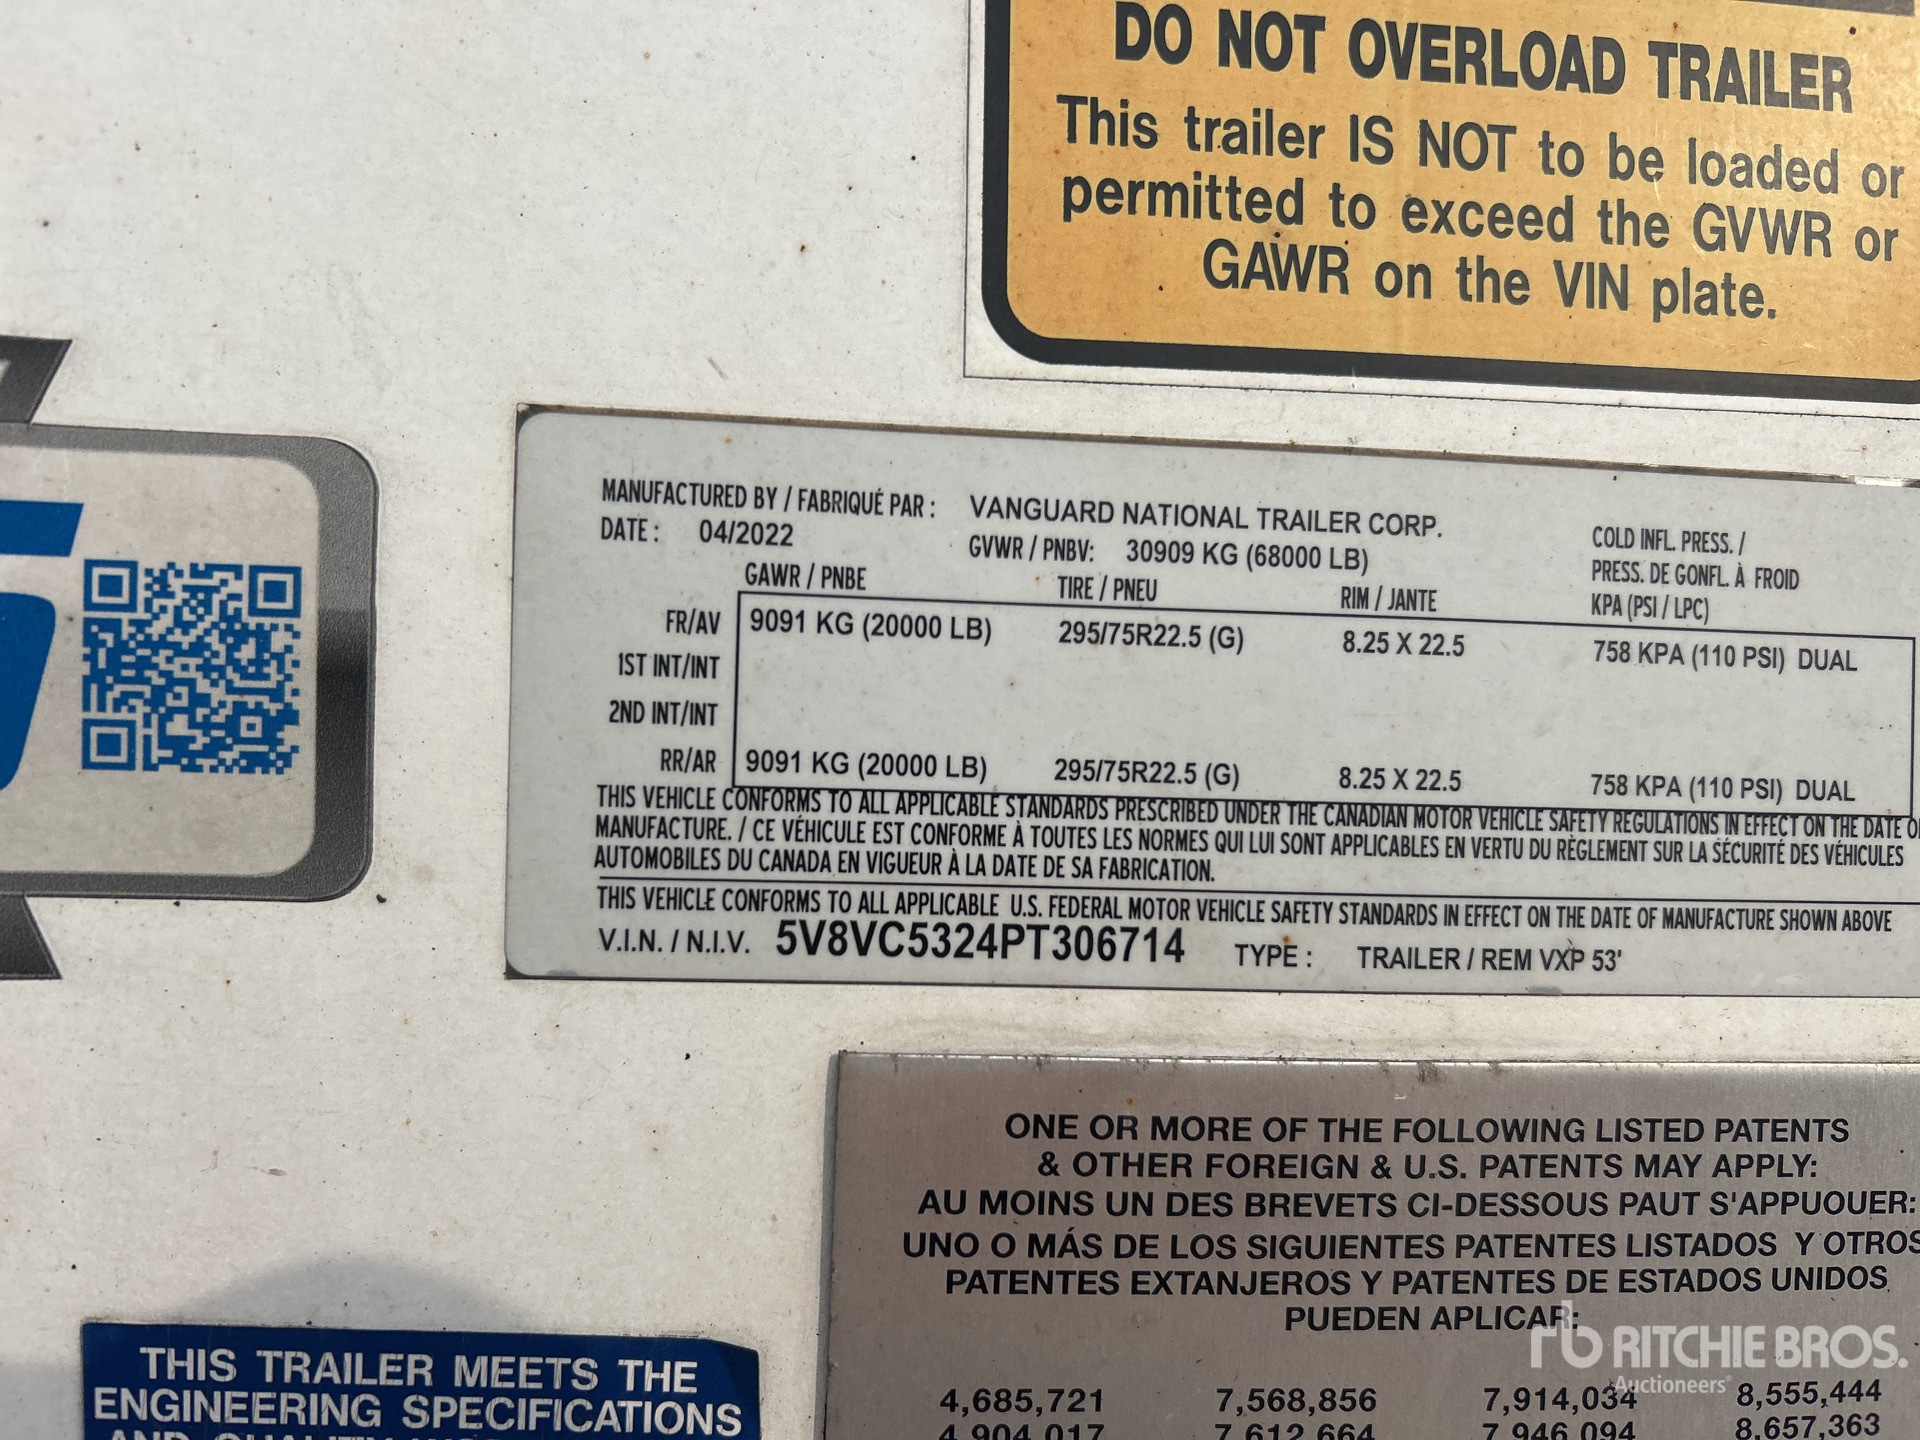 DO NOT OVERLOAD TRAILER
This trailer IS NOT to be loaded or
permitted to exceed the GVWR or
GAWR on the VIN plate.
MANUFACTURED BY / FABRIQUÉ PAR : VANGUARD NATIONAL TRAILER CORP.
DATE : 04/2022 GVWR / PNBV: 30909 KG (68000 LB)
COLD INFL. PRESS. /
PRESS. DE GONFL. À FROID
GAWR / PNBE TIRE / PNEU RIM / JANTE KPA (PSI / LPC)
FR/AV 9091 KG (20000 LB) 295/75R22.5 (G) 8.25 X 22.5 758 KPA (110 PSI) DUAL
1ST INT/INT
2ND INT/INT
RR/AR 9091 KG (20000 LB) 295/75R22.5 (G) 8.25 X 22.5 758 KPA (110 PSI) DUAL
THIS VEHICLE CONFORMS TO ALL APPLICABLE STANDARDS PRESCRIBED UNDER THE CANADIAN MOTOR VEHICLE SAFETY REGULATIONS IN EFFECT ON THE DATE
MANUFACTURE. / CE VÉHICULE EST CONFORME À TOUTES LES NORMES QUI LUI SONT APPLICABLES EN VERTU DU RÈGLEMENT SUR LA SÉCURITÉ DES VÉHICULES
AUTOMOBILES DU CANADA EN VIGUEUR À LA DATE DE SA FABRICATION.
THIS VEHICLE CONFORMS TO ALL APPLICABLE U.S. FEDERAL MOTOR VEHICLE SAFETY STANDARDS IN EFFECT ON THE DATE OF MANUFACTURE SHOWN ABOVE
V.I.N. / N.I.V. 5V8VC5324PT306714 TYPE : TRAILER / REM VXP 53'
ONE OR MORE OF THE FOLLOWING LISTED PATENTS
& OTHER FOREIGN & U.S. PATENTS MAY APPLY:
AU MOINS UN DES BREVETS CI-DESSOUS PAUT S'APPUOUER:
UNO O MÁS DE LOS SIGUIENTES PATENTES LISTADOS Y OTROS
PATENTES EXTANJEROS Y PATENTES DE ESTADOS UNIDOS
PUEDEN APLICAR:
4,685,721 7,568,856 7,914,034 8,555,444
4,904,017 7,612,664 7,946,094 8,657,363
THIS TRAILER MEETS THE
ENGINEERING SPECIFICATIONS
rb RITCHIE BROS.
Auctioneers